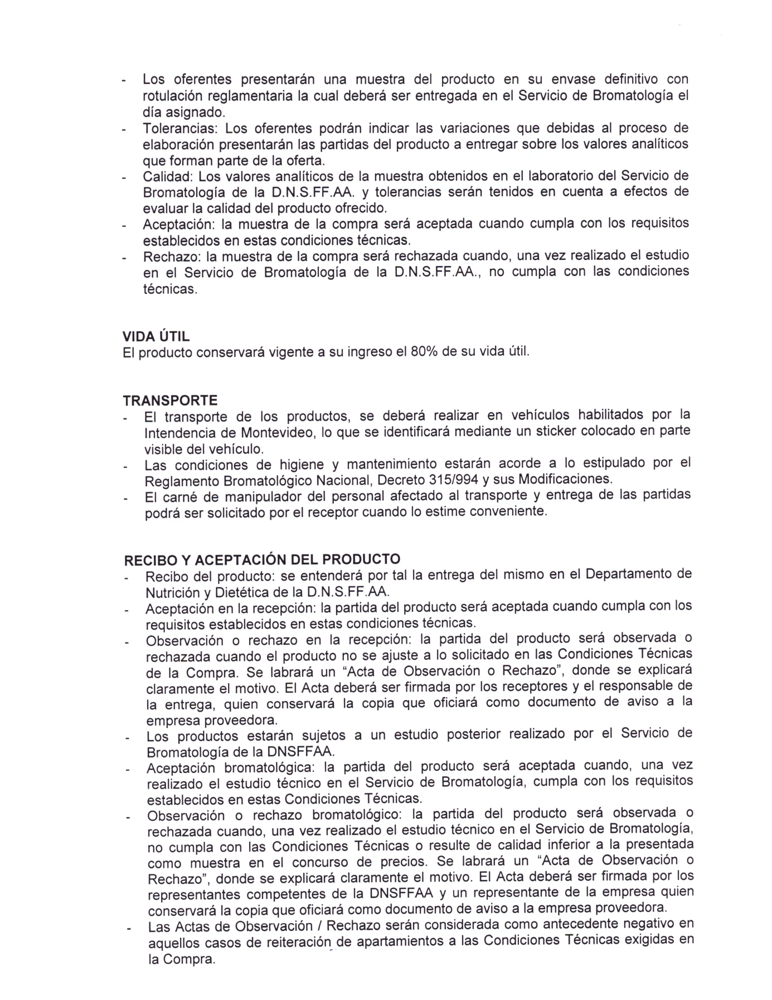 - Los oferentes presentarán una muestra del producto en su envase definitivo con
rotulación reglamentaria la cual deberá ser entregada en el Servicio de Bromatología el
día asignado.
- Tolerancias: Los oferentes podrán indicar las variaciones que debidas al proceso de
elaboración presentarán las partidas del producto a entregar sobre los valores analíticos
que forman parte de la oferta.
- Calidad: Los valores analíticos de la muestra obtenidos en el laboratorio del Servicio de
Bromatología de la D.N.S.FF.AA. y tolerancias serán tenidos en cuenta a efectos de
evaluar la calidad del producto ofrecido.
- Aceptación: la muestra de la compra será aceptada cuando cumpla con los requisitos
establecidos en estas condiciones técnicas.
- Rechazo: la muestra de la compra será rechazada cuando, una vez realizado el estudio
en el Servicio de Bromatología de la D.N.S.FF.AA., no cumpla con las condiciones
técnicas.
VIDA ÚTIL
El producto conservará vigente a su ingreso el 80% de su vida útil.
TRANSPORTE
- El transporte de los productos, se deberá realizar en vehículos habilitados por la
Intendencia de Montevideo, lo que se identificará mediante un sticker colocado en parte
visible del vehículo.
- Las condiciones de higiene y mantenimiento estarán acorde a lo estipulado por el
Reglamento Bromatológico Nacional, Decreto 315/994 y sus Modificaciones.
- El carné de manipulador del personal afectado al transporte y entrega de las partidas
podrá ser solicitado por el receptor cuando lo estime conveniente.
RECIBO Y ACEPTACIÓN DEL PRODUCTO
- Recibo del producto: se entenderá por tal la entrega del mismo en el Departamento de
Nutrición y Dietética de la D.N.S.FF.AA.
- Aceptación en la recepción: la partida del producto será aceptada cuando cumpla con los
requisitos establecidos en estas condiciones técnicas.
- Observación o rechazo en la recepción: la partida del producto será observada o
rechazada cuando el producto no se ajuste a lo solicitado en las Condiciones Técnicas
de la Compra. Se labrará un “Acta de Observación o Rechazo”, donde se explicará
claramente el motivo. El Acta deberá ser firmada por los receptores y el responsable de
la entrega, quien conservará la copia que oficiará como documento de aviso a la
empresa proveedora.
- Los productos estarán sujetos a un estudio posterior realizado por el Servicio de
Bromatología de la DNSFFAA.
- Aceptación bromatológica: la partida del producto será aceptada cuando, una vez
realizado el estudio técnico en el Servicio de Bromatología, cumpla con los requisitos
establecidos en estas Condiciones Técnicas.
- Observación o rechazo bromatológico: la partida del producto será observada o
rechazada cuando, una vez realizado el estudio técnico en el Servicio de Bromatología,
no cumpla con las Condiciones Técnicas o resulte de calidad inferior a la presentada
como muestra en el concurso de precios. Se labrará un “Acta de Observación o
Rechazo”, donde se explicará claramente el motivo. El Acta deberá ser firmada por los
representantes competentes de la DNSFFAA y un representante de la empresa quien
conservará la copia que oficiará como documento de aviso a la empresa proveedora.
- Las Actas de Observación / Rechazo serán considerada como antecedente negativo en
aquellos casos de reiteración de apartamientos a las Condiciones Técnicas exigidas en
la Compra.